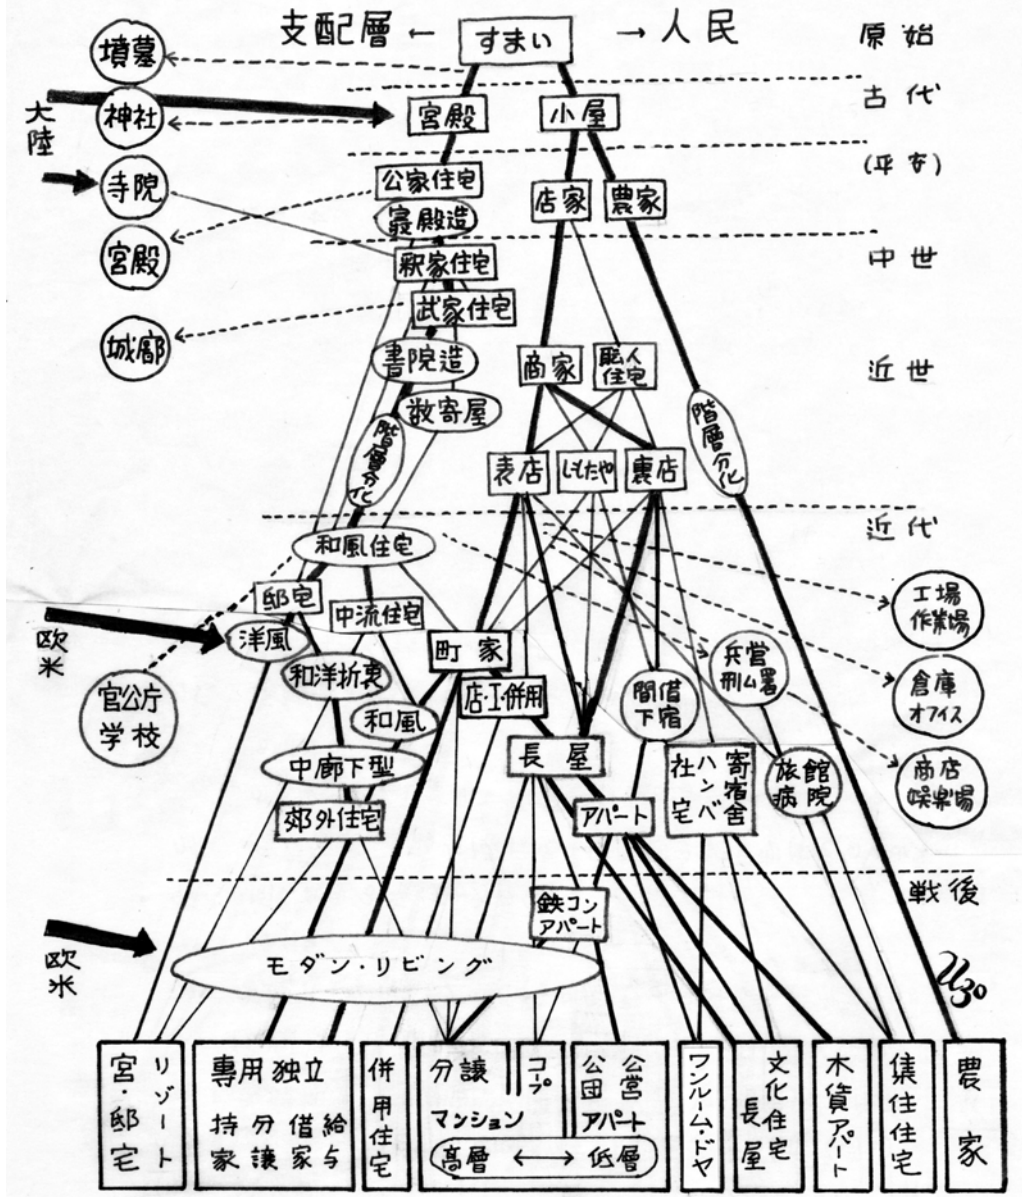 支配層 ← すまい → 人民
原始
墳墓
古代
大陸
神社
宮殿
小屋
(平安)
寺院
公家住宅
店家
農家
寝殿造
宮殿
釈家住宅
中世
武家住宅
城郭
書院造
商家
職人住宅
近世
数寄屋
階層分化
階層分化
表店
しもたや
裏店
近代
和風住宅
邸宅
中流住宅
工場
作業場
欧米
洋風
町家
兵営
刑ム署
和洋折衷
店・工併用
間借
下宿
倉庫
オフィス
官公庁
学校
和風
長屋
中廊下型
社宅
ハンバ
寄宿舎
旅館
病院
商店
娯楽場
郊外住宅
アパート
戦後
鉄コン
アパート
欧米
モダン・リビング
U30
宮邸宅
リゾート
専用独立
持家
分譲
借家
給与
併用住宅
分譲
コープ
公団
公営
マンション
アパート
高層 ←→ 低層
ワンルーム・ドヤ
文化住宅
長屋
木賃アパート
集住住宅
農家